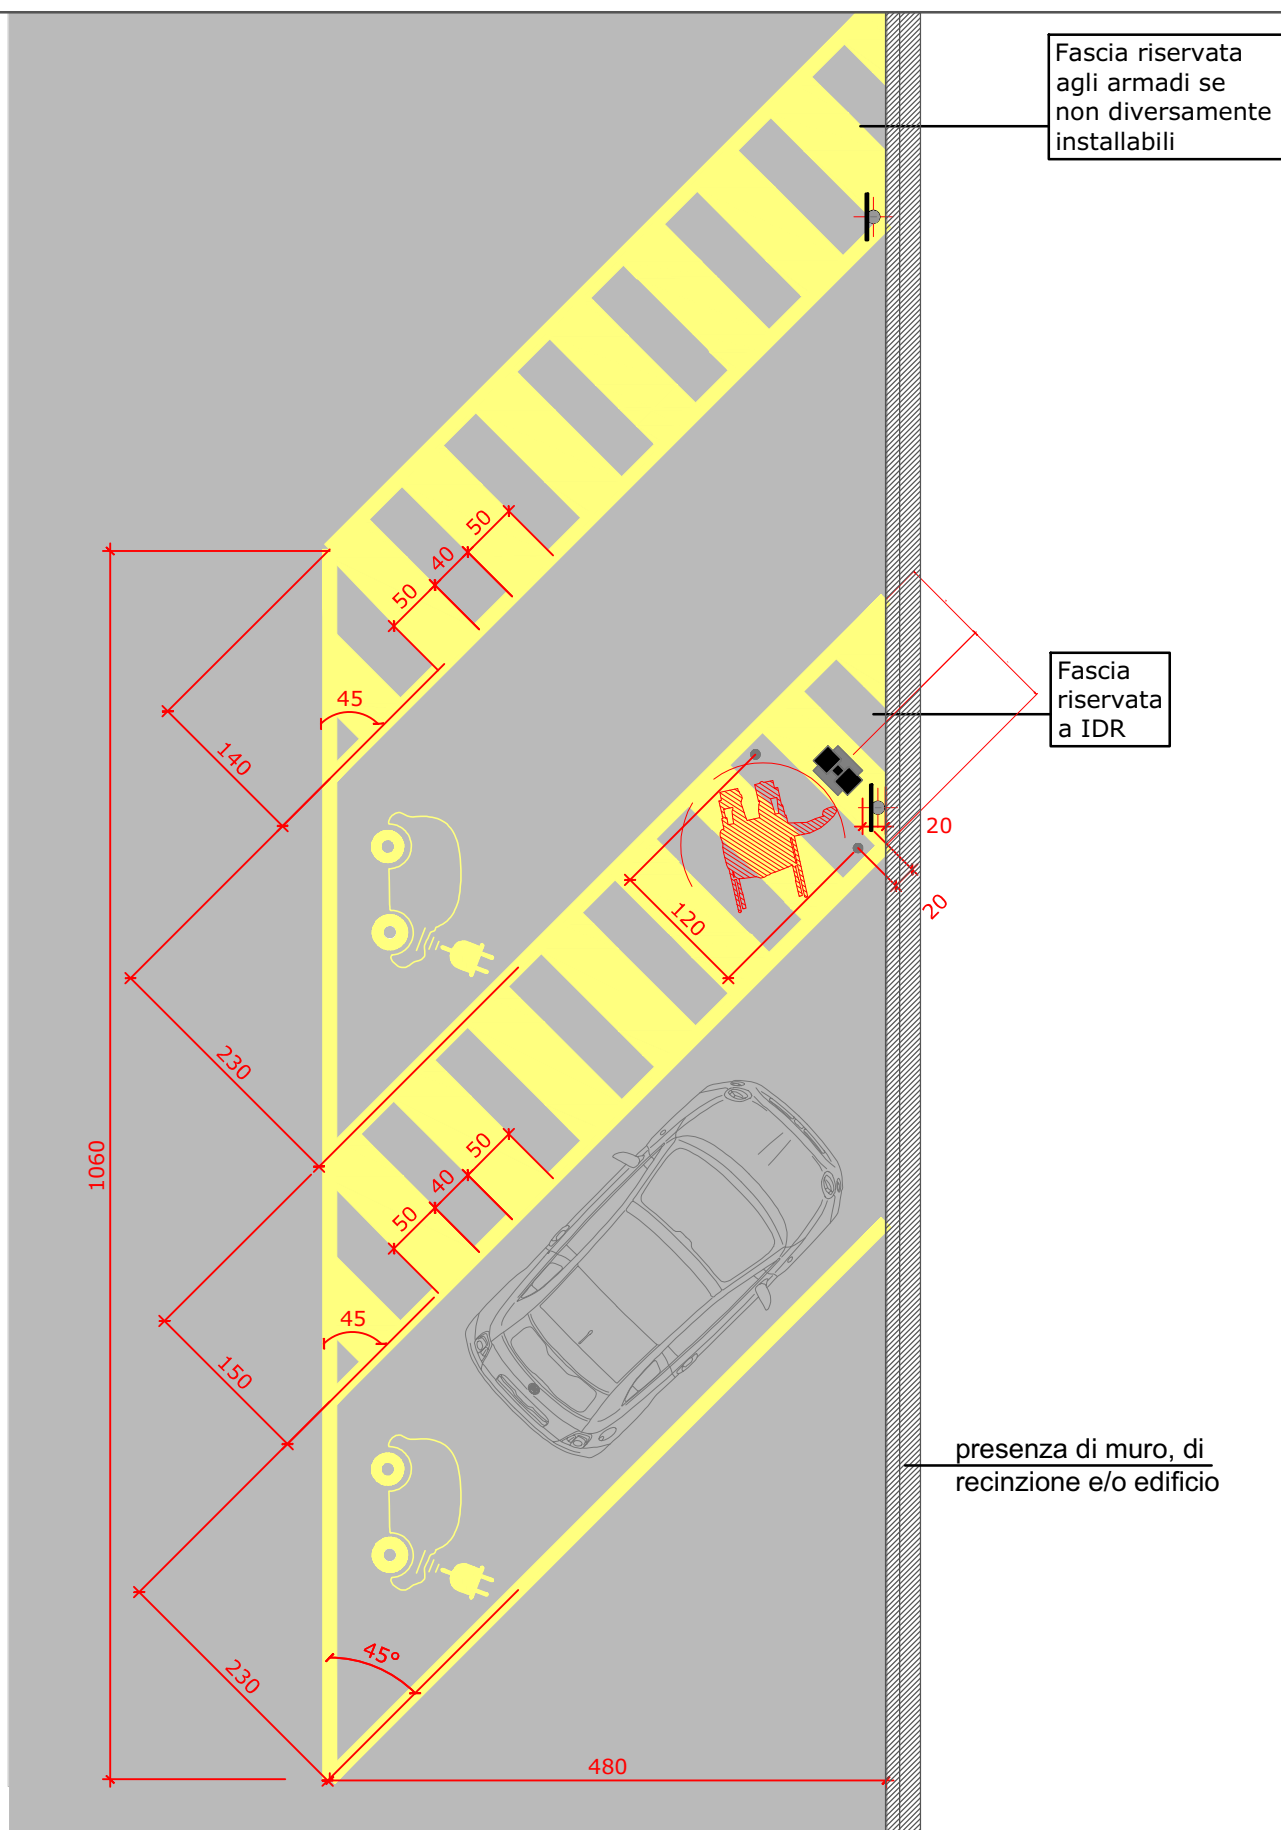 Fascia riservata
agli armadi se
non diversamente
installabili
50
40
50
45
140
Fascia
riservata
a IDR
20
20
120
230
1060
50
40
50
45
150
presenza di muro, di
recinzione e/o edificio
45°
230
480